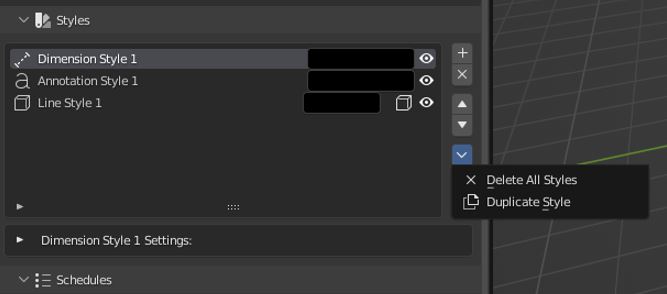 Styles
Dimension Style 1
Annotation Style 1
Line Style 1
Delete All Styles
Duplicate Style
Dimension Style 1 Settings:
Schedules